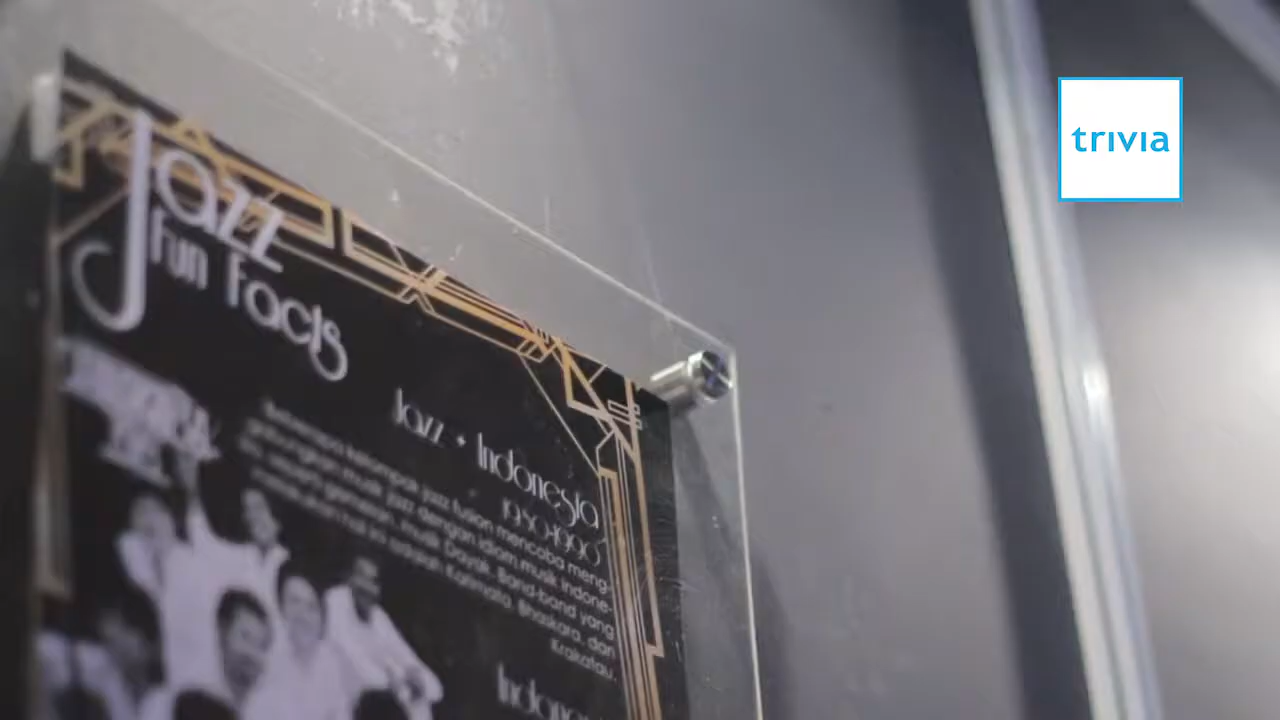 trivia
Jazz
Fun Facts
Jazz + Indonesia
1980-1990
Beberapa kelompok jazz fusion mencoba meng-
gabungkan musik jazz dengan idiom musik Indone-
sia, seperti gamelan, musik Dayak. Band-band yang
melakukan hal ini adalah Karimata, Bhaskara, dan
Krakatau.